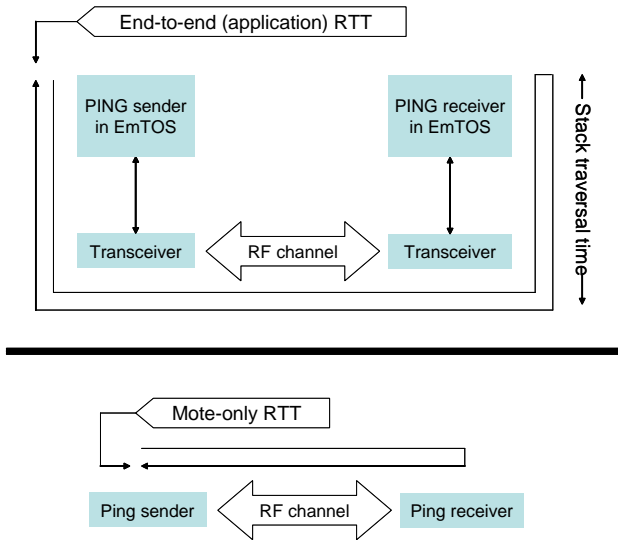 End-to-end (application) RTT
PING sender
in EmTOS
PING receiver
in EmTOS
Stack traversal time
Transceiver
RF channel
Transceiver
Mote-only RTT
Ping sender
RF channel
Ping receiver